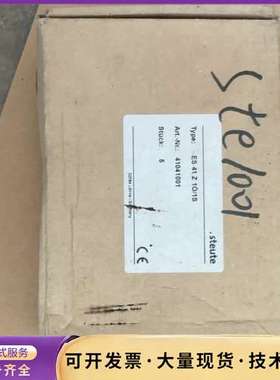 Ste1001
.steute
Type: ES 41 Z 1Ö/1S
Art.-Nr.: 41041001
Stück: 5
CE
式服务
齐全
可开发票·大量现货·技术